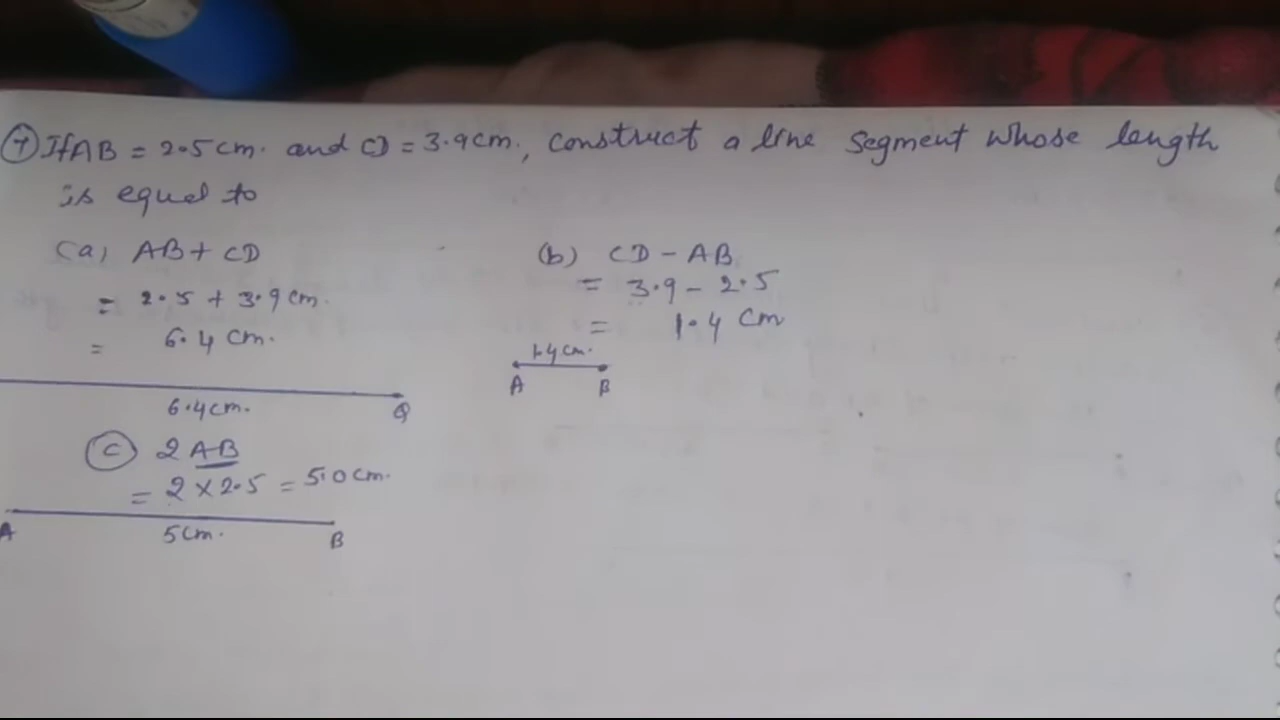 7 If AB = 2.5 cm. and CD = 3.9 cm., construct a line segment whose length
is equal to
(a) AB + CD
= 2.5 + 3.9 cm.
= 6.4 cm.
6.4 cm.
Q
(b) CD - AB
= 3.9 - 2.5
= 1.4 cm
1.4 cm.
A B
(c) 2 AB
= 2 x 2.5 = 5.0 cm.
A 5 cm. B